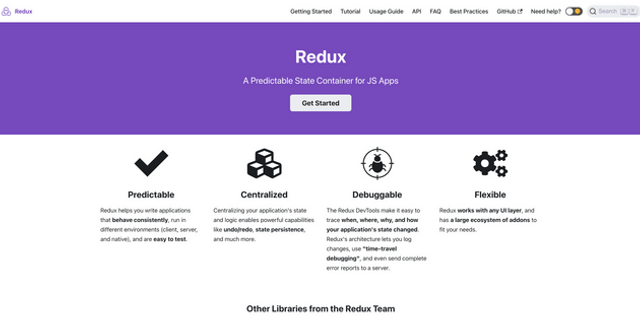 Redux
Getting Started
Tutorial
Usage Guide
API
FAQ
Best Practices
GitHub
Need help?
Search
Redux
A Predictable State Container for JS Apps
Get Started
Predictable
Redux helps you write applications
that behave consistently, run in
different environments (client, server,
and native), and are easy to test.
Centralized
Centralizing your application's state
and logic enables powerful capabilities
like undo/redo, state persistence,
and much more.
Debuggable
The Redux DevTools make it easy to
trace when, where, why, and how
your application's state changed.
Redux's architecture lets you log
changes, use "time-travel
debugging", and even send complete
error reports to a server.
Flexible
Redux works with any UI layer, and
has a large ecosystem of addons to
fit your needs.
Other Libraries from the Redux Team